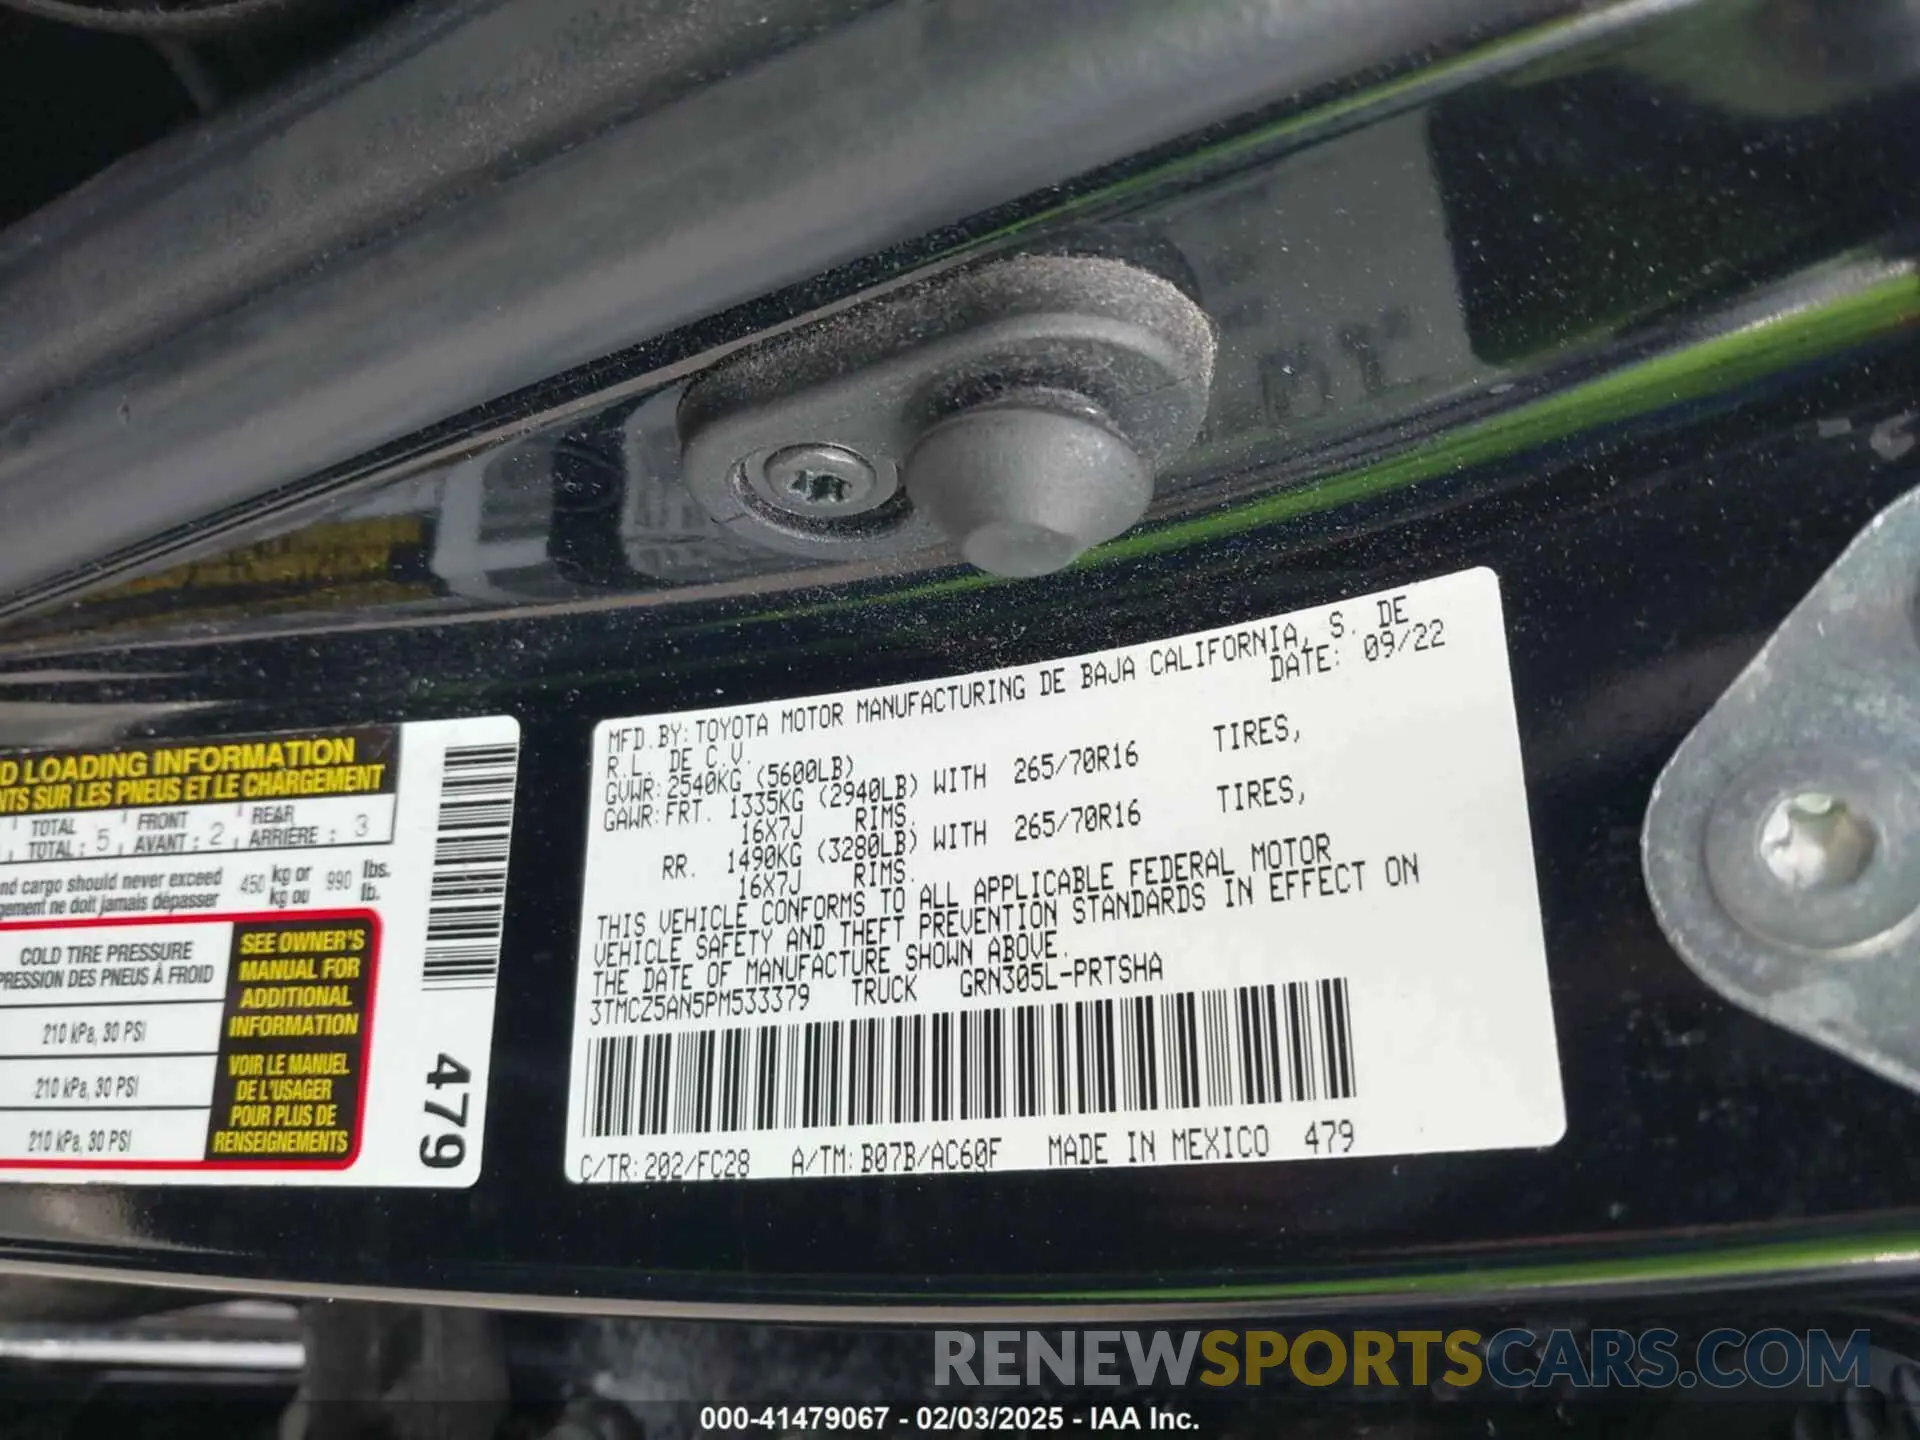 MFD.BY: TOYOTA MOTOR MANUFACTURING DE BAJA CALIFORNIA, S. DE
R.L. DE C.V. DATE: 09/22
GVWR: 2540KG (5600LB)
GAWR: FRT. 1335KG (2940LB) WITH 265/70R16 TIRES,
16X7J RIMS.
RR. 1490KG (3280LB) WITH 265/70R16 TIRES,
16X7J RIMS.
THIS VEHICLE CONFORMS TO ALL APPLICABLE FEDERAL MOTOR
VEHICLE SAFETY AND THEFT PREVENTION STANDARDS IN EFFECT ON
THE DATE OF MANUFACTURE SHOWN ABOVE.
3TMCZ5AN5PM533379 TRUCK GRN305L-PRTSHA
C/TR: 202/FC28 A/TM: B07B/AC60F MADE IN MEXICO 479
D LOADING INFORMATION
NTS SUR LES PNEUS ET LE CHARGEMENT
TOTAL FRONT REAR
TOTAL : 5 , AVANT : 2 , ARRIÈRE : 3
nd cargo should never exceed 450 kg or 990 lbs.
gement ne doit jamais dépasser kg ou lb.
COLD TIRE PRESSURE
PRESSION DES PNEUS À FROID
210 kPa, 30 PSI
210 kPa, 30 PSI
210 kPa, 30 PSI
SEE OWNER'S
MANUAL FOR
ADDITIONAL
INFORMATION
VOIR LE MANUEL
DE L'USAGER
POUR PLUS DE
RENSEIGNEMENTS
479
RENEWSPORTSCARS.COM
000-41479067 - 02/03/2025 - IAA Inc.